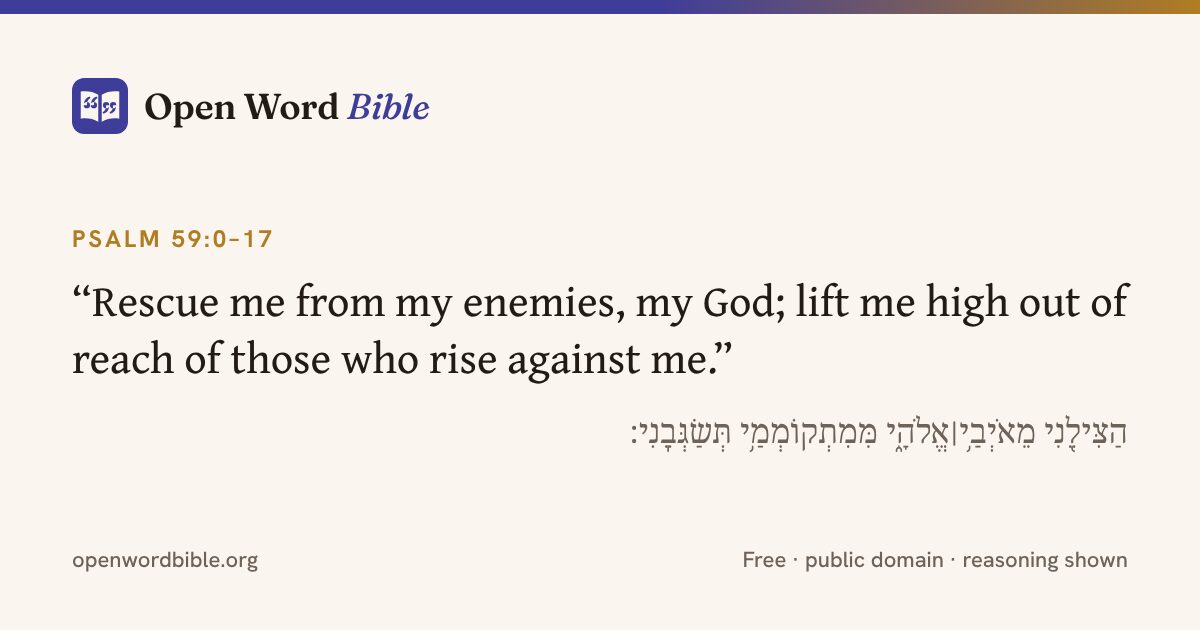 Open Word Bible
PSALM 59:0–17
“Rescue me from my enemies, my God; lift me high out of
reach of those who rise against me.”
הַצִּילֵ֖נִי מֵאֹיְבַ֥י׀אֱלֹהָ֑י מִּמִתְקוֹמְמַ֥י תְּשַׂגְּבֵֽנִי׃
openwordbible.org
Free · public domain · reasoning shown